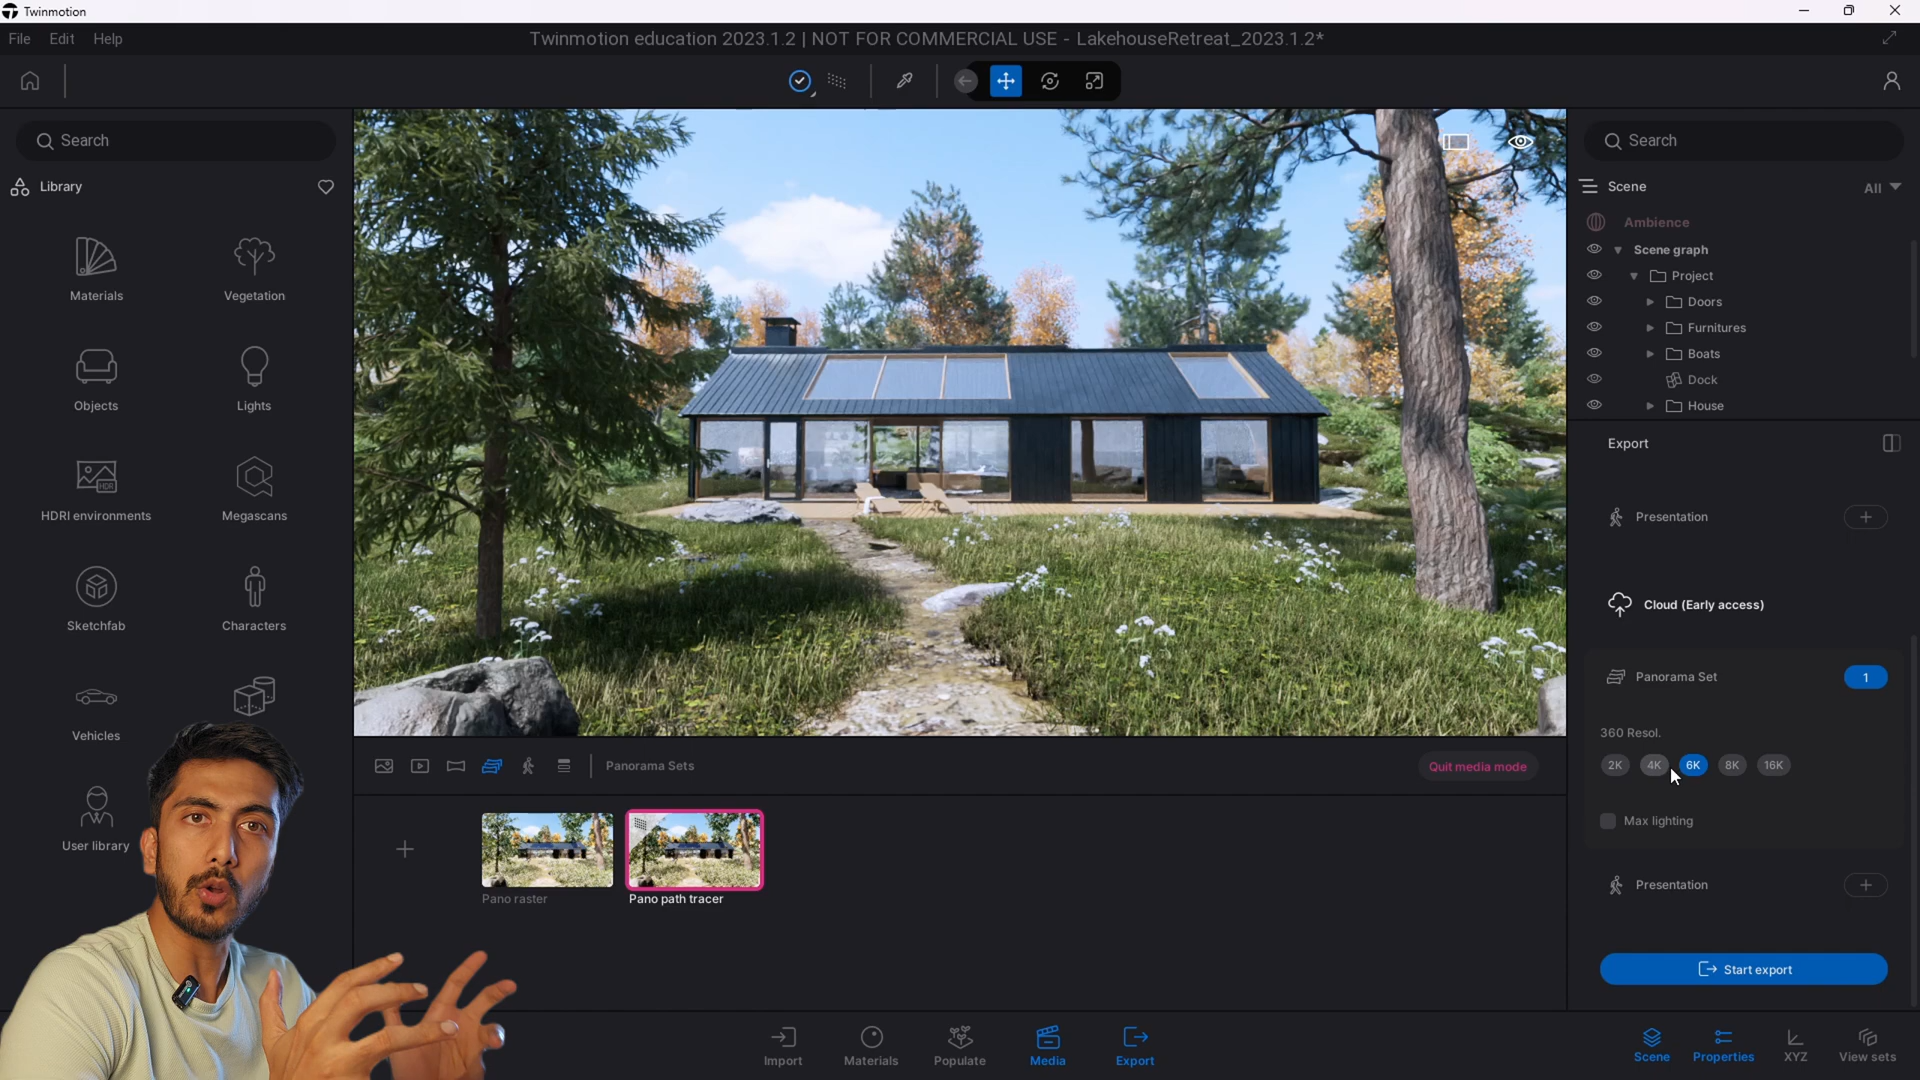 Twinmotion
File Edit Help
Twinmotion education 2023.1.2 | NOT FOR COMMERCIAL USE - LakehouseRetreat_2023.1.2*
Search
Library
Materials
Vegetation
Objects
Lights
HDR
HDRI environments
Megascans
Sketchfab
Characters
Vehicles
User library
Panorama Sets
Quit media mode
Pano raster
Pano path tracer
Import
Materials
Populate
Media
Export
Search
Scene
All
Ambience
Scene graph
Project
Doors
Furnitures
Boats
Dock
House
Export
Presentation
Cloud (Early access)
Panorama Set
1
360 Resol.
2K 4K 6K 8K 16K
Max lighting
Presentation
Start export
Scene
Properties
XYZ
View sets